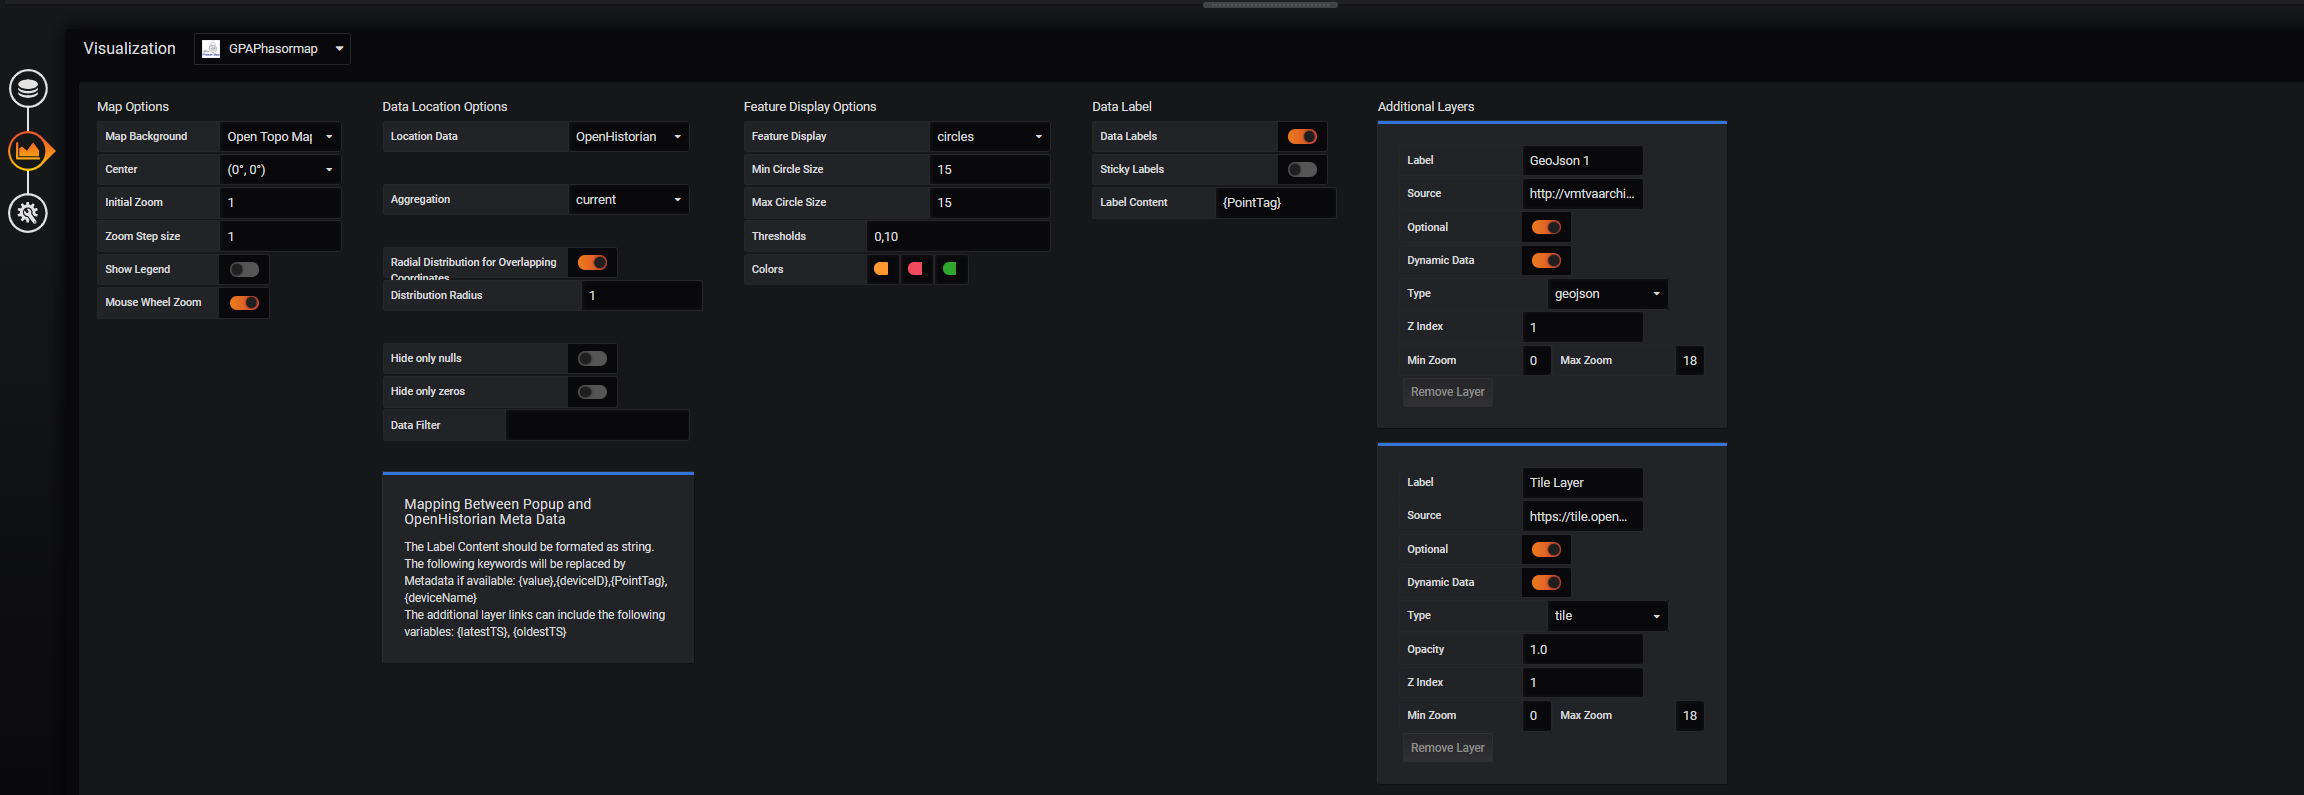 Visualization
GPAPhasormap
Map Options
Map Background
Open Topo Map
Center
(0°, 0°)
Initial Zoom
1
Zoom Step size
1
Show Legend
Mouse Wheel Zoom
Data Location Options
Location Data
OpenHistorian
Aggregation
current
Radial Distribution for Overlapping
Coordinates
Distribution Radius
1
Hide only nulls
Hide only zeros
Data Filter
Mapping Between Popup and
OpenHistorian Meta Data
The Label Content should be formated as string.
The following keywords will be replaced by
Metadata if available: {value},{deviceID},{PointTag},
{deviceName}
The additional layer links can include the following
variables: {latestTS}, {oldestTS}
Feature Display Options
Feature Display
circles
Min Circle Size
15
Max Circle Size
15
Thresholds
0,10
Colors
Data Label
Data Labels
Sticky Labels
Label Content
{PointTag}
Additional Layers
Label
GeoJson 1
Source
http://vmtvaarchi...
Optional
Dynamic Data
Type
geojson
Z Index
1
Min Zoom
0
Max Zoom
18
Remove Layer
Label
Tile Layer
Source
https://tile.open...
Optional
Dynamic Data
Type
tile
Opacity
1.0
Z Index
1
Min Zoom
0
Max Zoom
18
Remove Layer